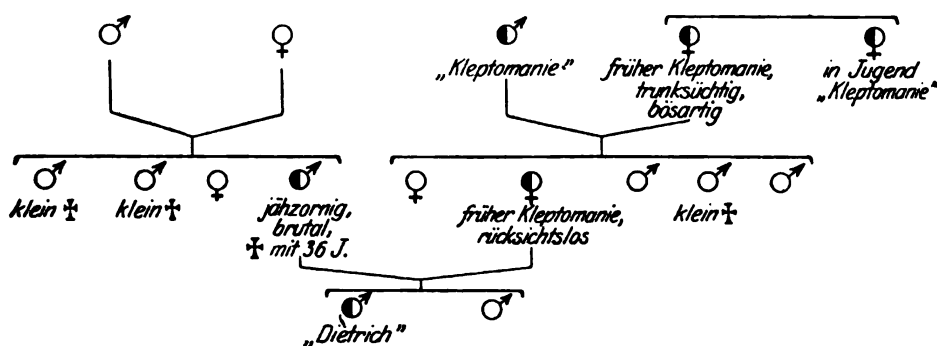 „Kleptomanie“
früher Kleptomanie,
trunksüchtig,
bösartig
in Jugend
„Kleptomanie“
klein ✠
klein ✠
jähzornig,
brutal,
✠ mit 36 J.
früher Kleptomanie,
rücksichtslos
klein ✠
„Dietrich“